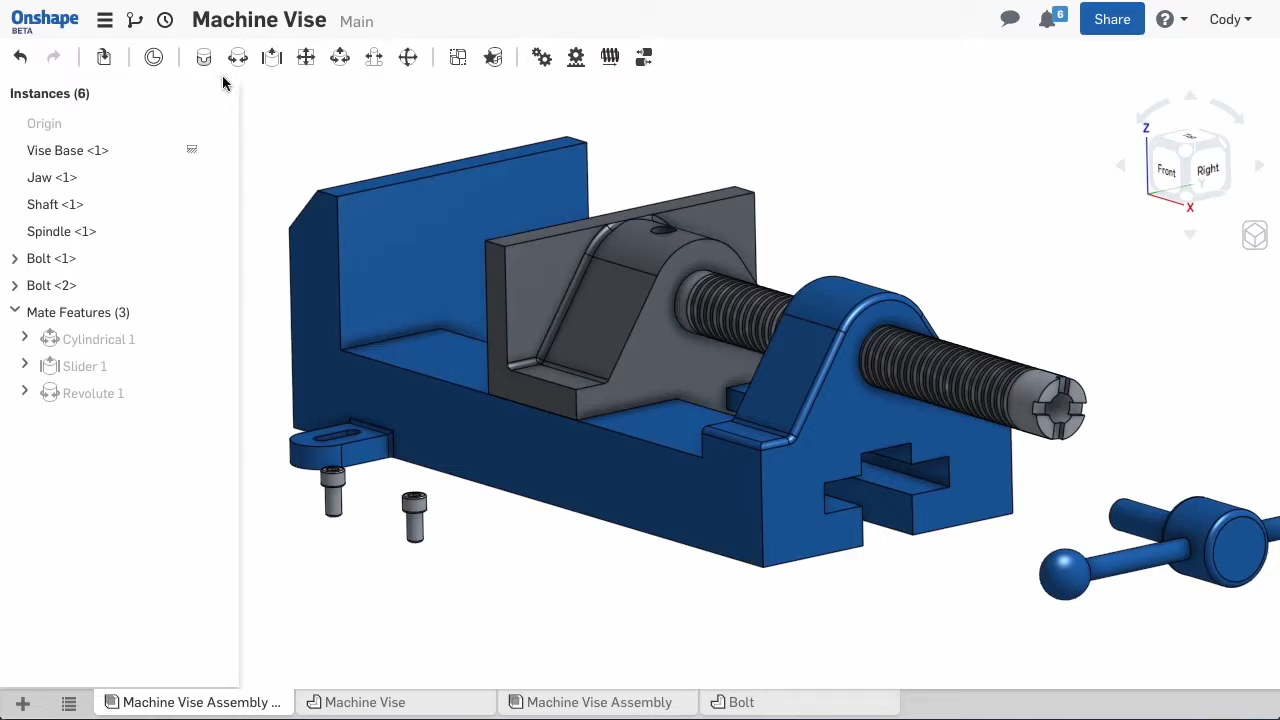 Onshape
BETA
Machine Vise Main
6
Share
Cody
Instances (6)
Origin
Vise Base <1>
Jaw <1>
Shaft <1>
Spindle <1>
Bolt <1>
Bolt <2>
Mate Features (3)
Cylindrical 1
Slider 1
Revolute 1
Z
Front
Right
Y
X
Machine Vise Assembly ...
Machine Vise
Machine Vise Assembly
Bolt